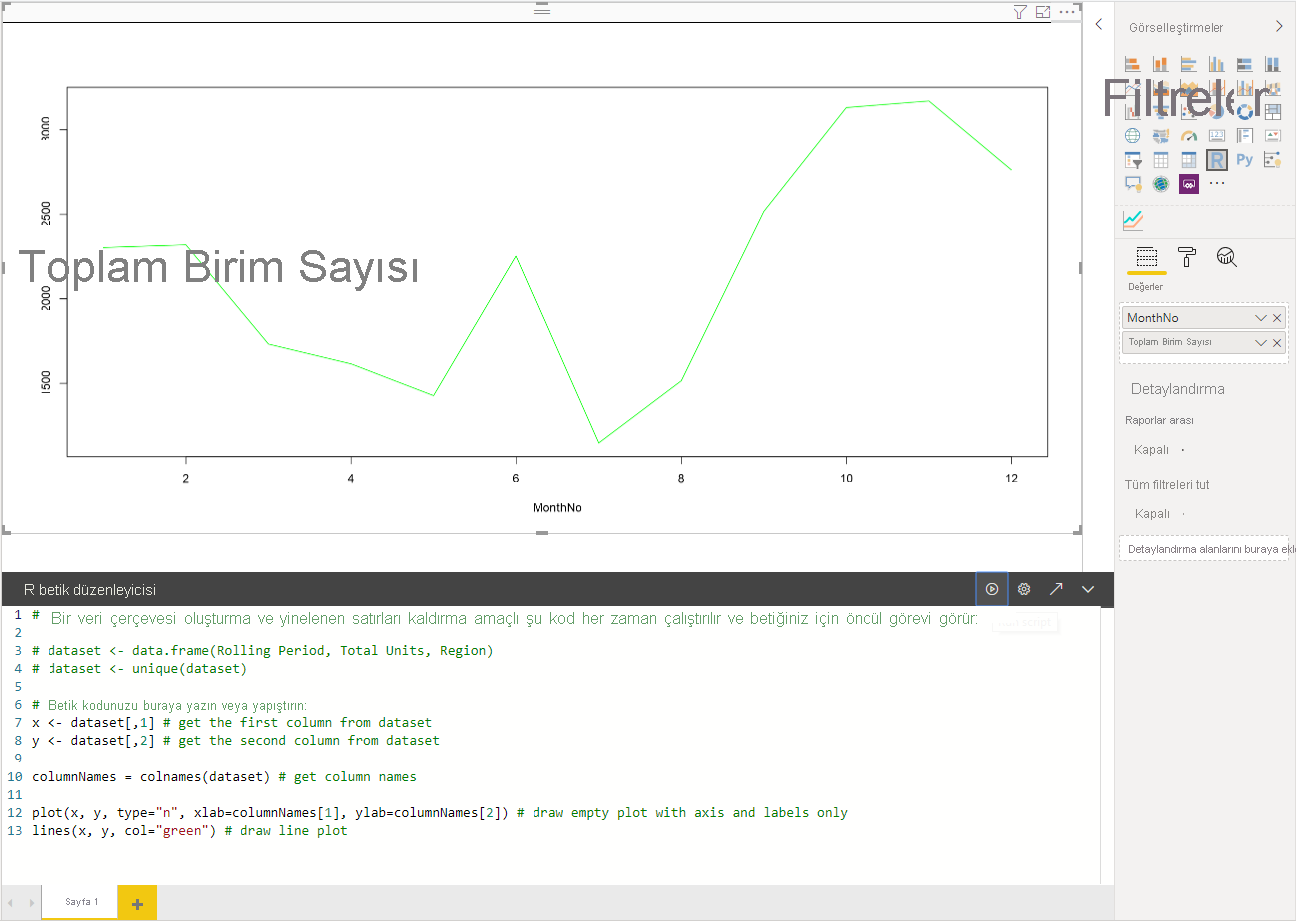 Görselleştirmeler
Filtreler
3000
2500
2000
1500
Toplam Birim Sayısı
2
4
6
8
10
12
MonthNo
123
R
Py
Değerler
MonthNo
Toplam Birim Sayısı
Detaylandırma
Raporlar arası
Kapalı
Tüm filtreleri tut
Kapalı
Detaylandırma alanlarını buraya ekl
R betik düzenleyicisi
1 # Bir veri çerçevesi oluşturma ve yinelenen satırları kaldırma amaçlı şu kod her zaman çalıştırılır ve betiğiniz için öncül görevi görür:
2
3 # dataset <- data.frame(Rolling Period, Total Units, Region)
4 # dataset <- unique(dataset)
5
6 # Betik kodunuzu buraya yazın veya yapıştırın:
7 x <- dataset[,1] # get the first column from dataset
8 y <- dataset[,2] # get the second column from dataset
9
10 columnNames = colnames(dataset) # get column names
11
12 plot(x, y, type="n", xlab=columnNames[1], ylab=columnNames[2]) # draw empty plot with axis and labels only
13 lines(x, y, col="green") # draw line plot
Sayfa 1